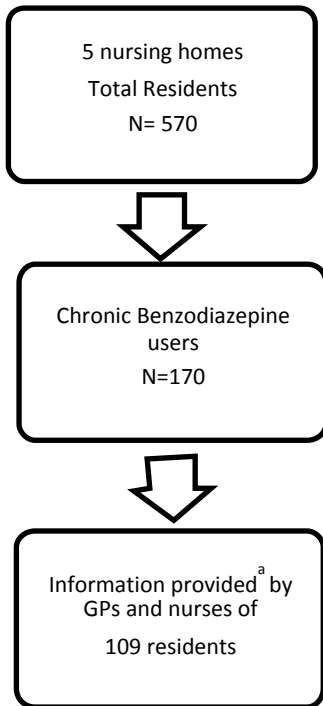 5 nursing homes
Total Residents
N= 570
Chronic Benzodiazepine
users
N=170
Information provided a by
GPs and nurses of
109 residents